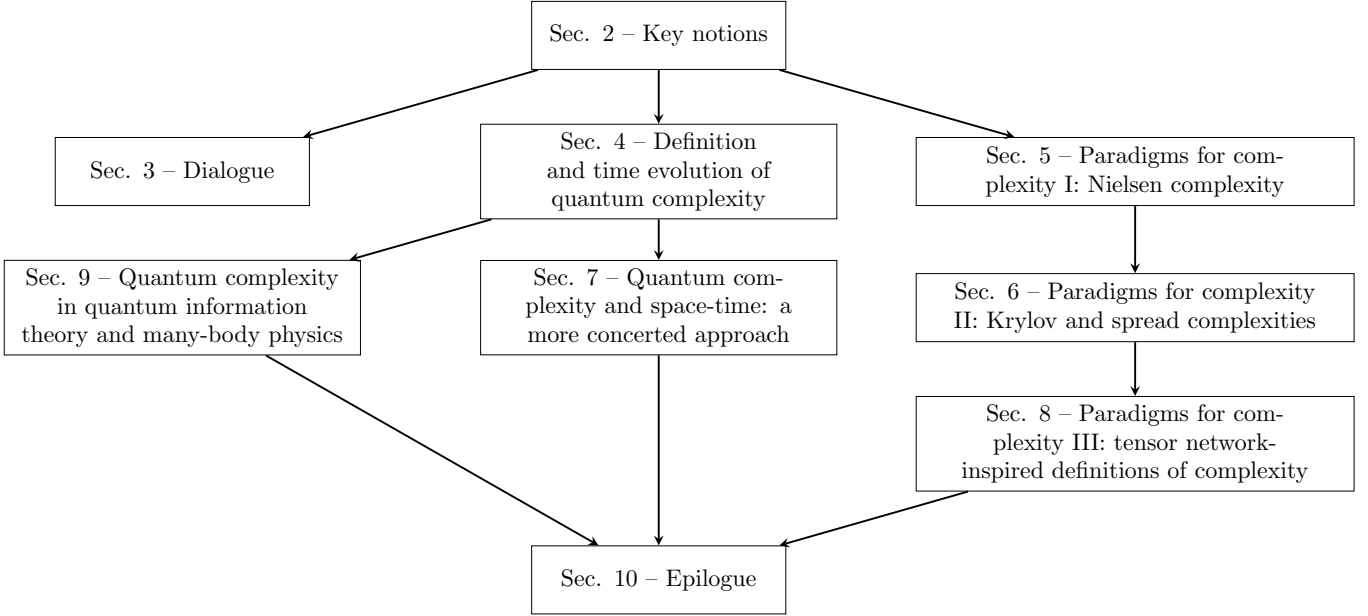 Sec. 2 – Key notions
Sec. 3 – Dialogue
Sec. 4 – Definition
and time evolution of
quantum complexity
Sec. 5 – Paradigms for com-
plexity I: Nielsen complexity
Sec. 9 – Quantum complexity
in quantum information
theory and many-body physics
Sec. 7 – Quantum com-
plexity and space-time: a
more concerted approach
Sec. 6 – Paradigms for complexity
II: Krylov and spread complexities
Sec. 8 – Paradigms for com-
plexity III: tensor network-
inspired definitions of complexity
Sec. 10 – Epilogue